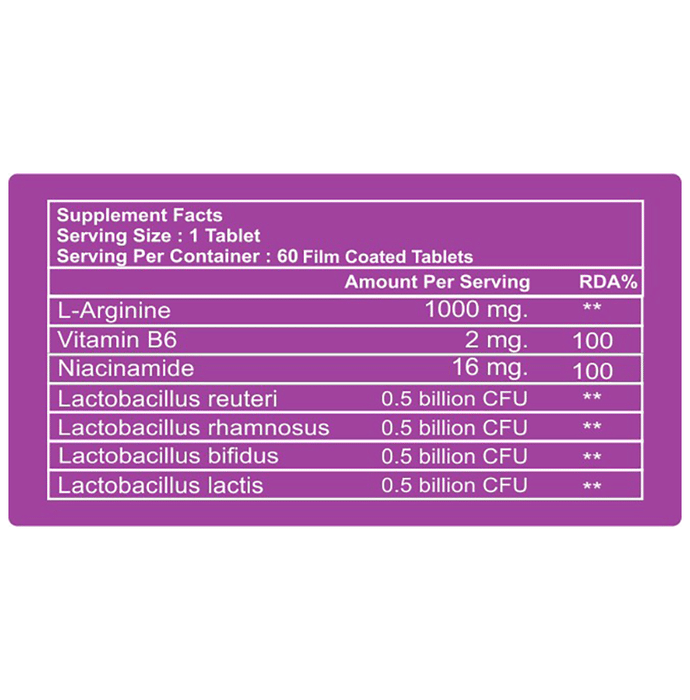 Supplement Facts
Serving Size : 1 Tablet
Serving Per Container : 60 Film Coated Tablets
Amount Per Serving RDA%
L-Arginine 1000 mg. **
Vitamin B6 2 mg. 100
Niacinamide 16 mg. 100
Lactobacillus reuteri 0.5 billion CFU **
Lactobacillus rhamnosus 0.5 billion CFU **
Lactobacillus bifidus 0.5 billion CFU **
Lactobacillus lactis 0.5 billion CFU **